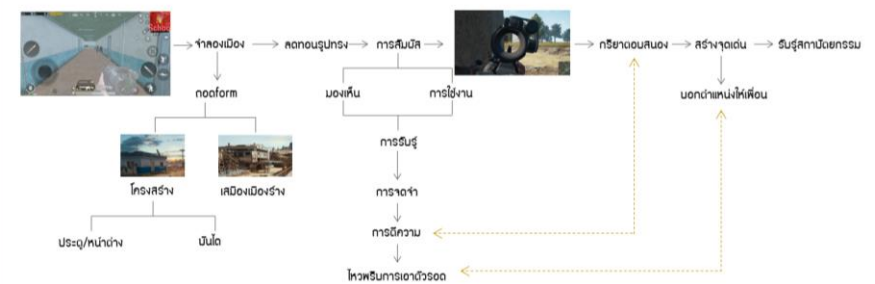 School
จำลองเมือง
ลดทอนรูปทรง
การสัมผัส
กริยาตอบสนอง
สร้างจุดเด่น
รับรู้สถาปัตยกรรม
ถอดform
มองเห็น
การใช้งาน
บอกตำแหน่งให้เพื่อน
การรับรู้
โครงสร้าง
เสมือนเมืองร้าง
การจดจำ
ประตู/หน้าต่าง
บันได
การตีความ
ไหวพริบการเอาตัวรอด